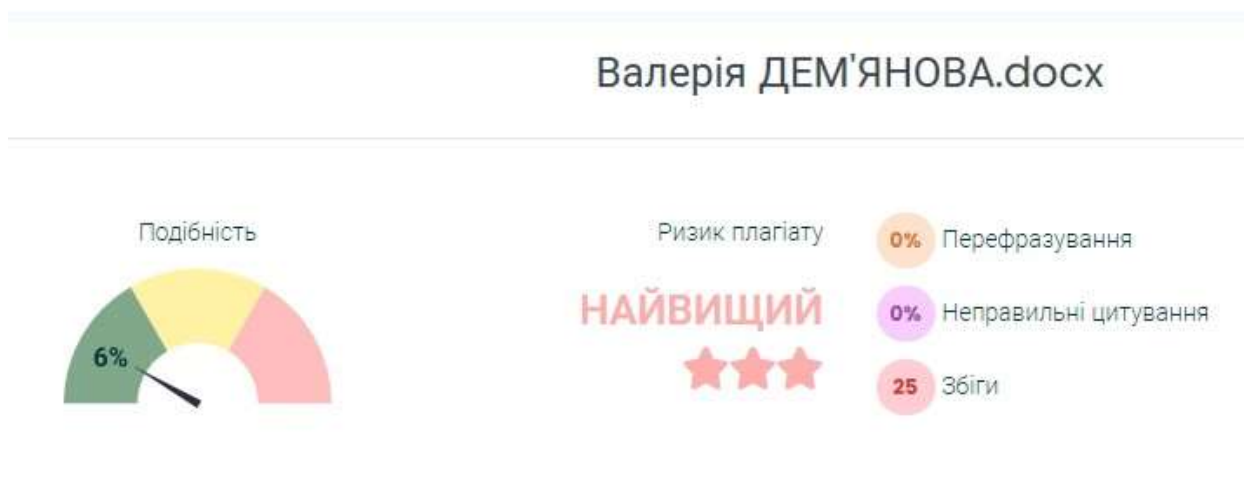 Валерія ДЕМ'ЯНОВА.docx
Подібність
6%
Ризик плагіату
НАЙВИЩИЙ
0% Перефразування
0% Неправильні цитування
25 Збіги